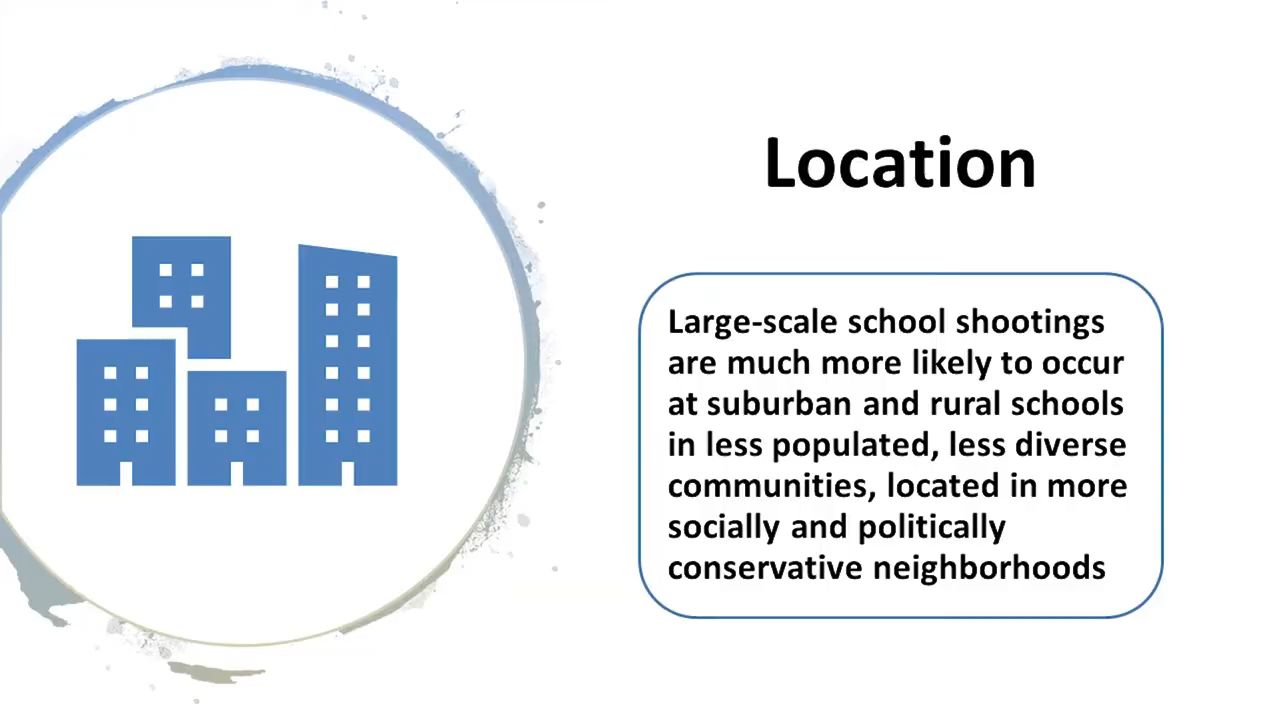 Location
Large-scale school shootings
are much more likely to occur
at suburban and rural schools
in less populated, less diverse
communities, located in more
socially and politically
conservative neighborhoods